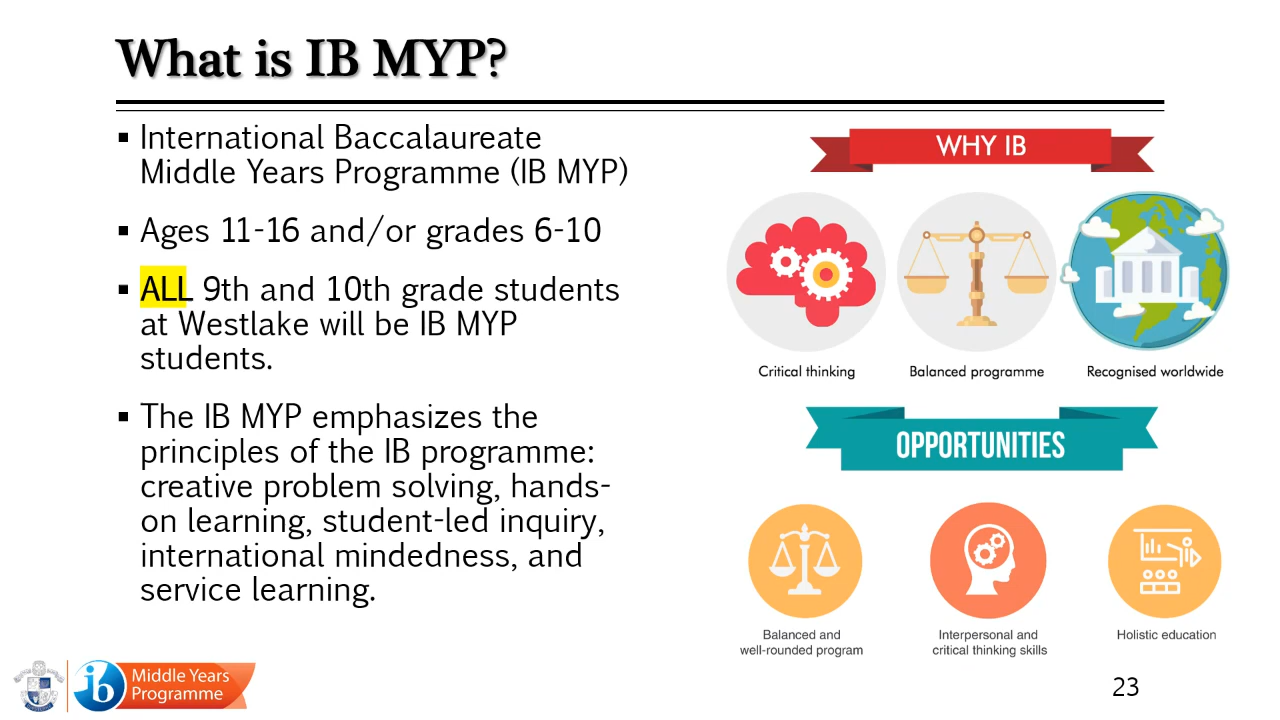 What is IB MYP?
▪ International Baccalaureate
Middle Years Programme (IB MYP)
▪ Ages 11-16 and/or grades 6-10
▪ ALL 9th and 10th grade students
at Westlake will be IB MYP
students.
▪ The IB MYP emphasizes the
principles of the IB programme:
creative problem solving, hands-
on learning, student-led inquiry,
international mindedness, and
service learning.
WHY IB
Critical thinking
Balanced programme
Recognised worldwide
OPPORTUNITIES
Balanced and
well-rounded program
Interpersonal and
critical thinking skills
Holistic education
ib
Middle Years
Programme
23